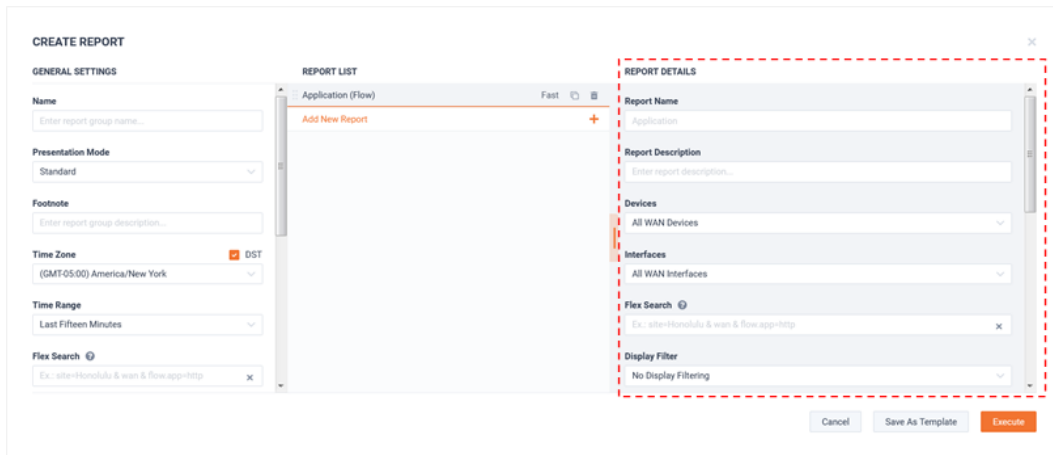 CREATE REPORT
GENERAL SETTINGS
Name
Enter report group name...
Presentation Mode
Standard
Footnote
Enter report group description...
Time Zone
DST
(GMT-05:00) America/New York
Time Range
Last Fifteen Minutes
Flex Search
Ex.: site=Honolulu & wan & flow.app=http
REPORT LIST
Application (Flow) Fast
Add New Report
REPORT DETAILS
Report Name
Application
Report Description
Enter report description...
Devices
All WAN Devices
Interfaces
All WAN Interfaces
Flex Search
Ex.: site=Honolulu & wan & flow.app=http
Display Filter
No Display Filtering
Cancel
Save As Template
Execute